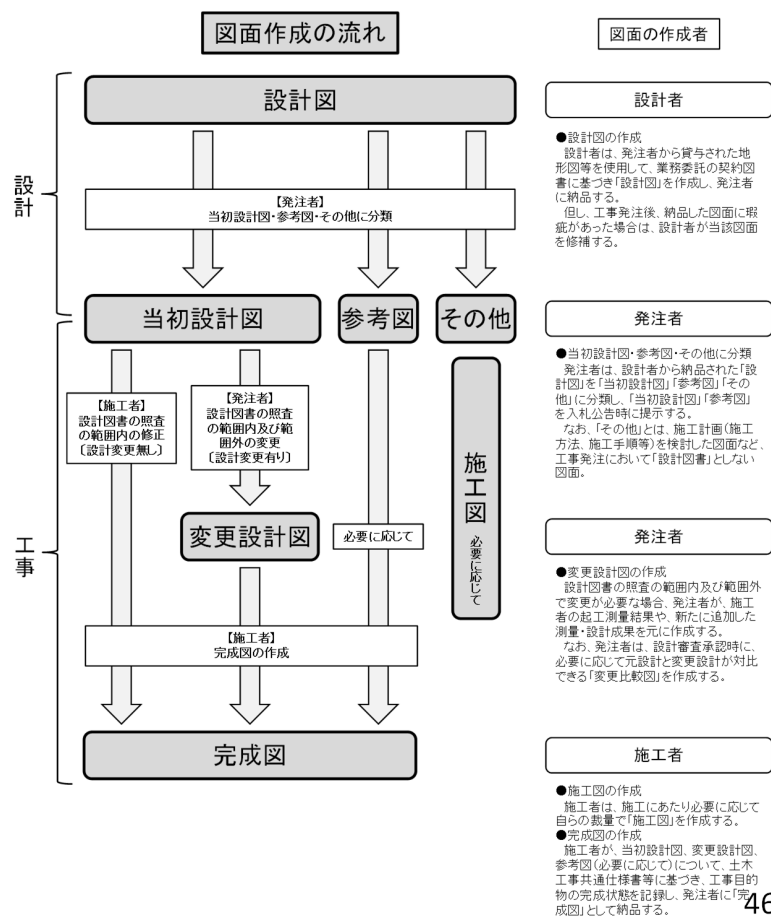 図面作成の流れ
図面の作成者
設計
設計図
【発注者】
当初設計図・参考図・その他に分類
工事
当初設計図
参考図
その他
【施工者】
設計図書の照査
の範囲内の修正
〔設計変更無し〕
【発注者】
設計図書の照査
の範囲内及び範
囲外の変更
〔設計変更有り〕
変更設計図
必要に応じて
施工図
必要に応じて
【施工者】
完成図の作成
完成図
設計者
●設計図の作成
設計者は、発注者から貸与された地
形図等を使用して、業務委託の契約図
書に基づき「設計図」を作成し、発注者
に納品する。
但し、工事発注後、納品した図面に瑕
疵があった場合は、設計者が当該図面
を修補する。
発注者
●当初設計図・参考図・その他に分類
発注者は、設計者から納品された「設
計図」を「当初設計図」「参考図」「その
他」に分類し、「当初設計図」「参考図」
を入札公告時に提示する。
なお、「その他」とは、施工計画(施工
方法、施工手順等)を検討した図面など、
工事発注において「設計図書」としない
図面。
発注者
●変更設計図の作成
設計図書の照査の範囲内及び範囲外
で変更が必要な場合、発注者が、施工
者の起工測量結果や、新たに追加した
測量・設計成果を元に作成する。
なお、発注者は、設計審査承認時に、
必要に応じて元設計と変更設計が対比
できる「変更比較図」を作成する。
施工者
●施工図の作成
施工者は、施工にあたり必要に応じて
自らの裁量で「施工図」を作成する。
●完成図の作成
施工者が、当初設計図、変更設計図、
参考図(必要に応じて)について、土木
工事共通仕様書等に基づき、工事目的
物の完成状態を記録し、発注者に「完
成図」として納品する。
46